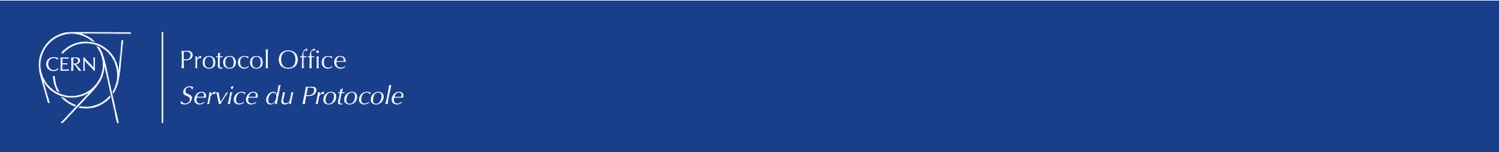 CERN
Protocol Office
Service du Protocole